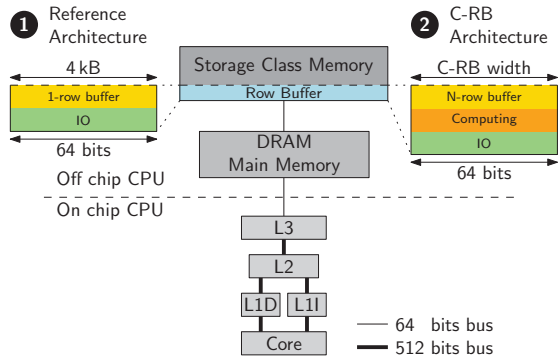 1 Reference
Architecture
2 C-RB
Architecture
4 kB
Storage Class Memory
C-RB width
1-row buffer
Row Buffer
N-row buffer
IO
Computing
IO
64 bits
DRAM
Main Memory
64 bits
Off chip CPU
On chip CPU
L3
L2
L1D
L1I
Core
64 bits bus
512 bits bus